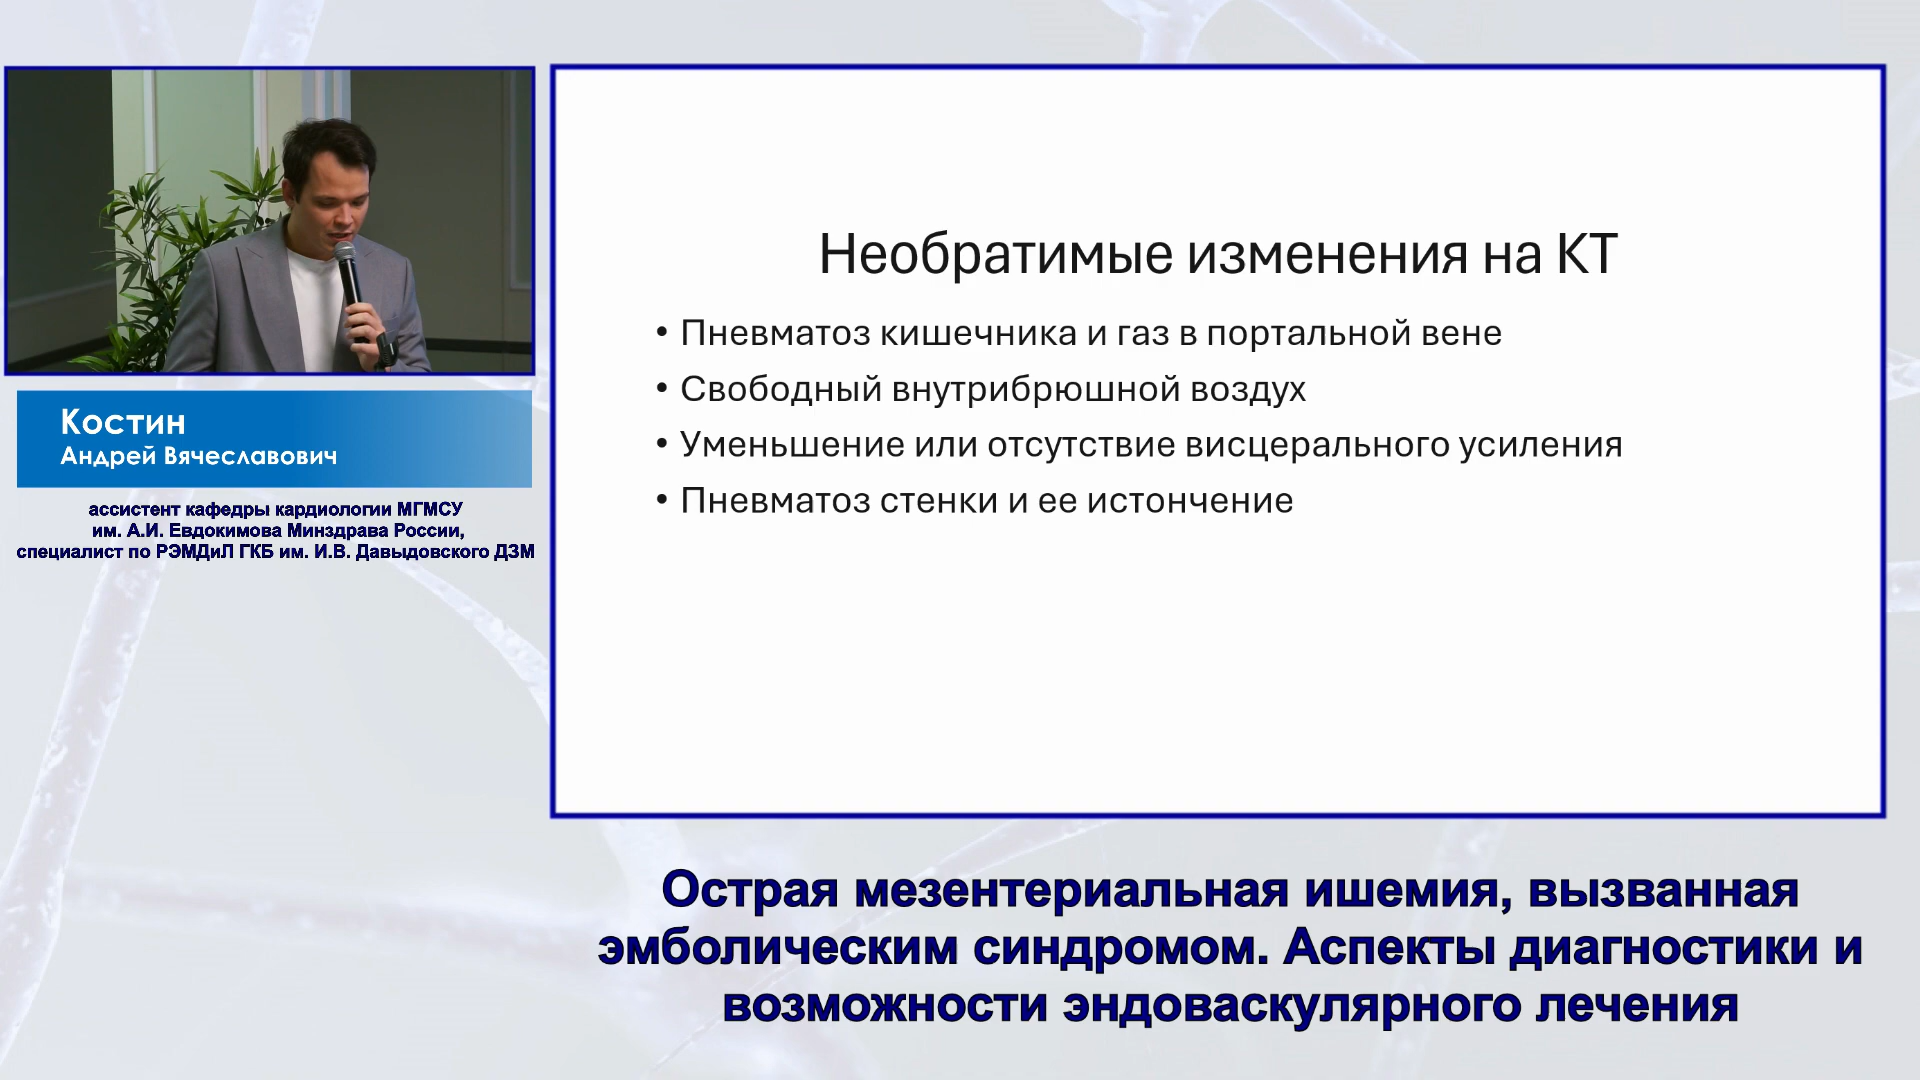 Костин
Андрей Вячеславович
ассистент кафедры кардиологии МГМСУ
им. А.И. Евдокимова Минздрава России,
специалист по РЭМДиЛ ГКБ им. И.В. Давыдовского ДЗМ
Необратимые изменения на КТ
• Пневматоз кишечника и газ в портальной вене
• Свободный внутрибрюшной воздух
• Уменьшение или отсутствие висцерального усиления
• Пневматоз стенки и ее истончение
Острая мезентериальная ишемия, вызванная
эмболическим синдромом. Аспекты диагностики и
возможности эндоваскулярного лечения